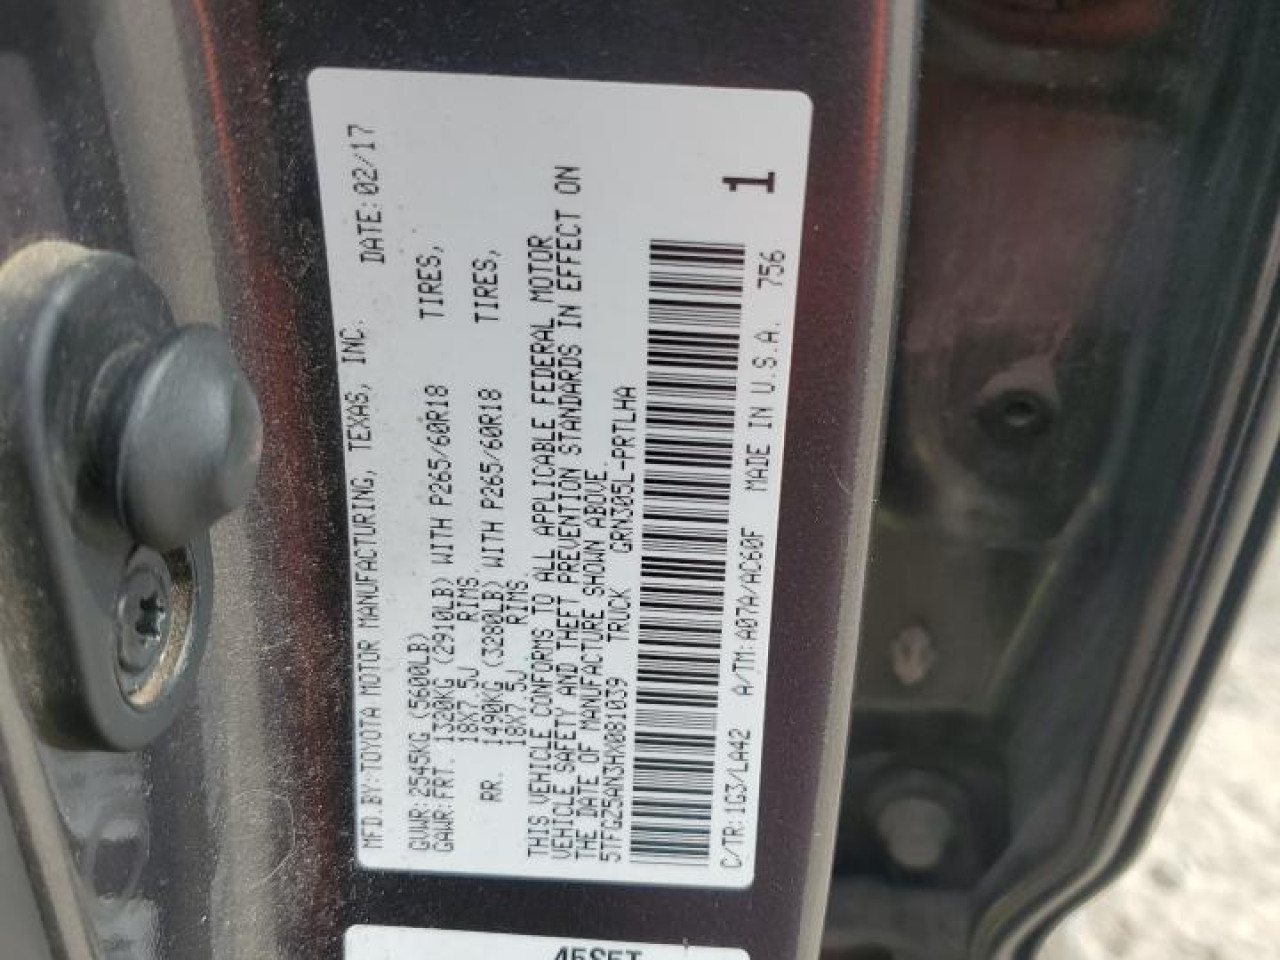 MFD.BY:TOYOTA MOTOR MANUFACTURING, TEXAS, INC. DATE:02/17
GVWR:2545KG (5600LB)
GAWR:FRT. 1320KG (2910LB) WITH P265/60R18 TIRES,
18X7.5J RIMS
RR. 1490KG (3280LB) WITH P265/60R18 TIRES,
18X7.5J RIMS.
THIS VEHICLE CONFORMS TO ALL APPLICABLE FEDERAL MOTOR
VEHICLE SAFETY AND THEFT PREVENTION STANDARDS IN EFFECT ON
THE DATE OF MANUFACTURE SHOWN ABOVE.
5TFGZ5AN3HX081039 TRUCK GRN305L-PRTLHA
1
C/TR:1G3/LA42 A/TM:A07A/AC60F MADE IN U.S.A. 756